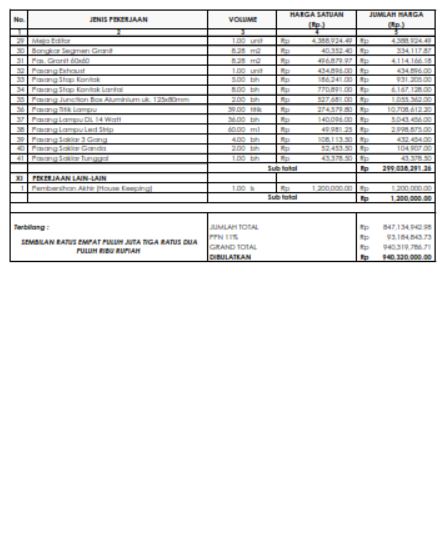 No. JENIS PEKERJAAN VOLUME HARGA SATUAN (Rp.) JUMLAH HARGA (Rp.)
1 2 3 4 5
29 Meja Editor 1.00 unit Rp 4,388,924.49 Rp 4,388,924.49
30 Bongkar Segmen Granit 8.28 m2 Rp 40,352.40 Rp 334,117.87
31 Pas. Granit 60x60 8.28 m2 Rp 496,879.97 Rp 4,114,166.18
32 Pasang Exhaust 1.00 unit Rp 434,896.00 Rp 434,896.00
33 Pasang Stop Kontak 5.00 bh Rp 186,241.00 Rp 931,205.00
34 Pasang Stop Kontak Lantai 8.00 bh Rp 770,891.00 Rp 6,167,128.00
35 Pasang Junction Box Aluminium uk. 125x80mm 2.00 bh Rp 527,681.00 Rp 1,055,362.00
36 Pasang Titik Lampu 39.00 titik Rp 274,579.80 Rp 10,708,612.20
37 Pasang Lampu DL 14 Watt 36.00 bh Rp 140,096.00 Rp 5,043,456.00
38 Pasang Lampu Led Strip 60.00 m1 Rp 49,981.25 Rp 2,998,875.00
39 Pasang Saklar 3 Gang 4.00 bh Rp 108,113.50 Rp 432,454.00
40 Pasang Saklar Ganda 2.00 bh Rp 52,453.50 Rp 104,907.00
41 Pasang Saklar Tunggal 1.00 bh Rp 43,378.50 Rp 43,378.50
Sub total Rp 299,038,291.36
XI PEKERJAAN LAIN-LAIN
1 Pembersihan Akhir (House Keeping) 1.00 ls Rp 1,200,000.00 Rp 1,200,000.00
Sub total Rp 1,200,000.00
Terbilang : JUMLAH TOTAL Rp 847,134,942.98
PPN 11% Rp 93,184,843.73
SEMBILAN RATUS EMPAT PULUH JUTA TIGA RATUS DUA GRAND TOTAL Rp 940,319,786.71
PULUH RIBU RUPIAH DIBULATKAN Rp 940,320,000.00